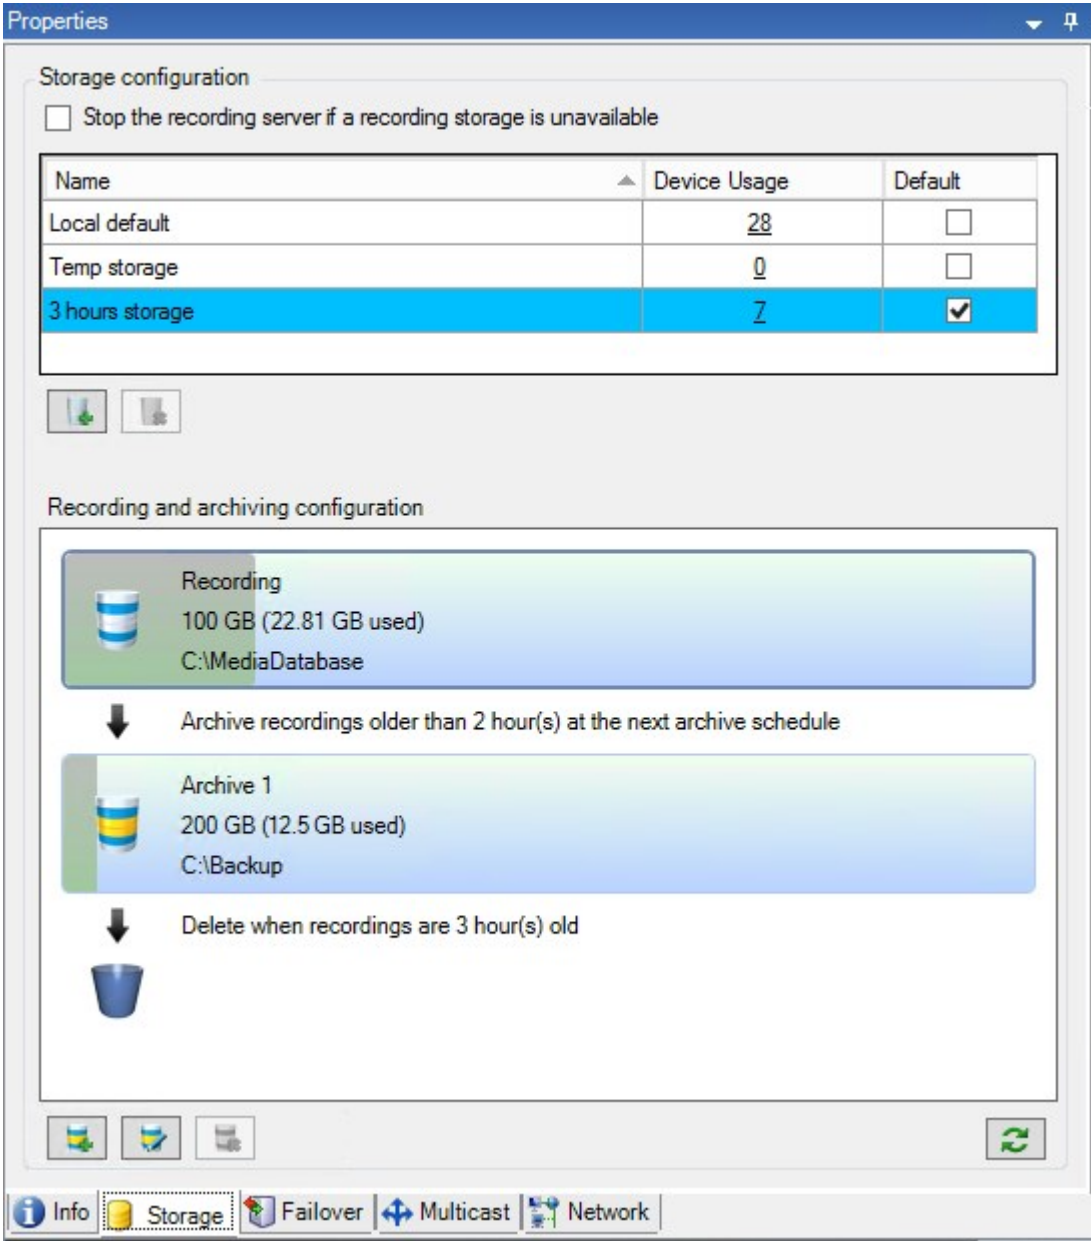 Properties
Storage configuration
Stop the recording server if a recording storage is unavailable
Name Device Usage Default
Local default 28
Temp storage 0
3 hours storage 7
Recording and archiving configuration
Recording
100 GB (22.81 GB used)
C:\MediaDatabase
Archive recordings older than 2 hour(s) at the next archive schedule
Archive 1
200 GB (12.5 GB used)
C:\Backup
Delete when recordings are 3 hour(s) old
Info Storage Failover Multicast Network